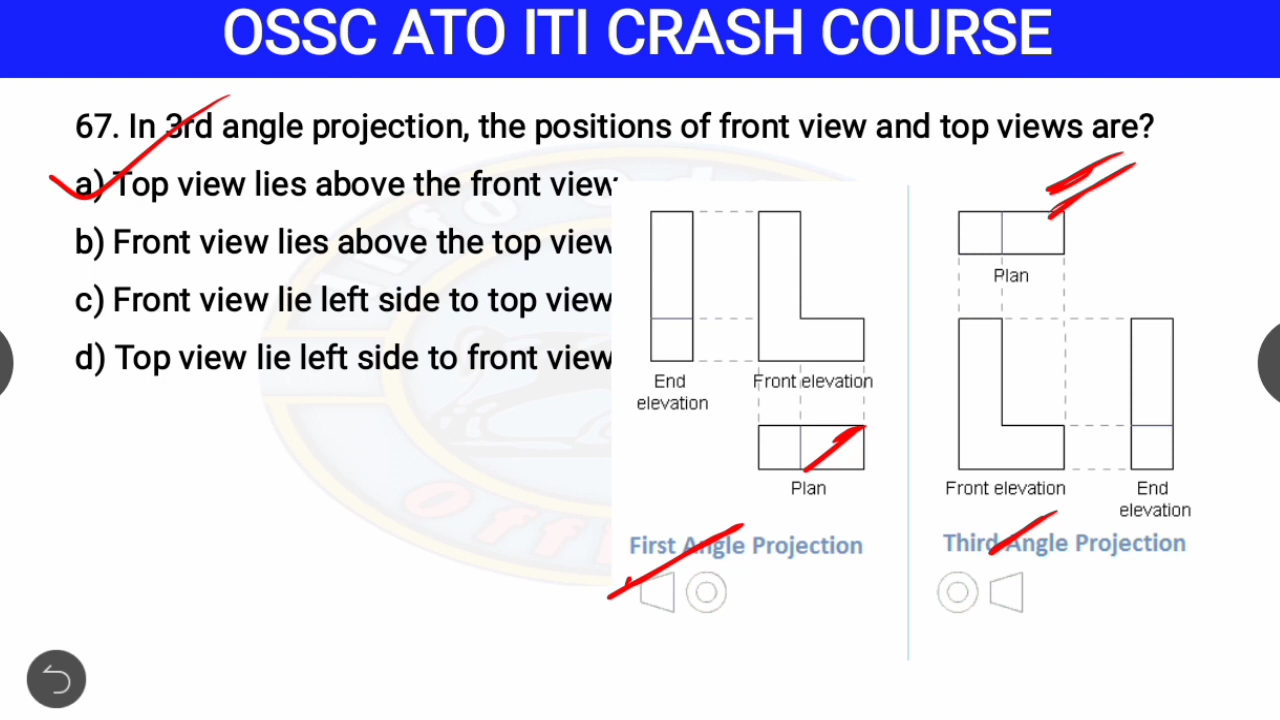 OSSC ATO ITI CRASH COURSE
67. In 3rd angle projection, the positions of front view and top views are?
a) Top view lies above the front view
b) Front view lies above the top view
c) Front view lie left side to top view
d) Top view lie left side to front view
End
elevation
Front elevation
Plan
First Angle Projection
Plan
Front elevation
End
elevation
Third Angle Projection